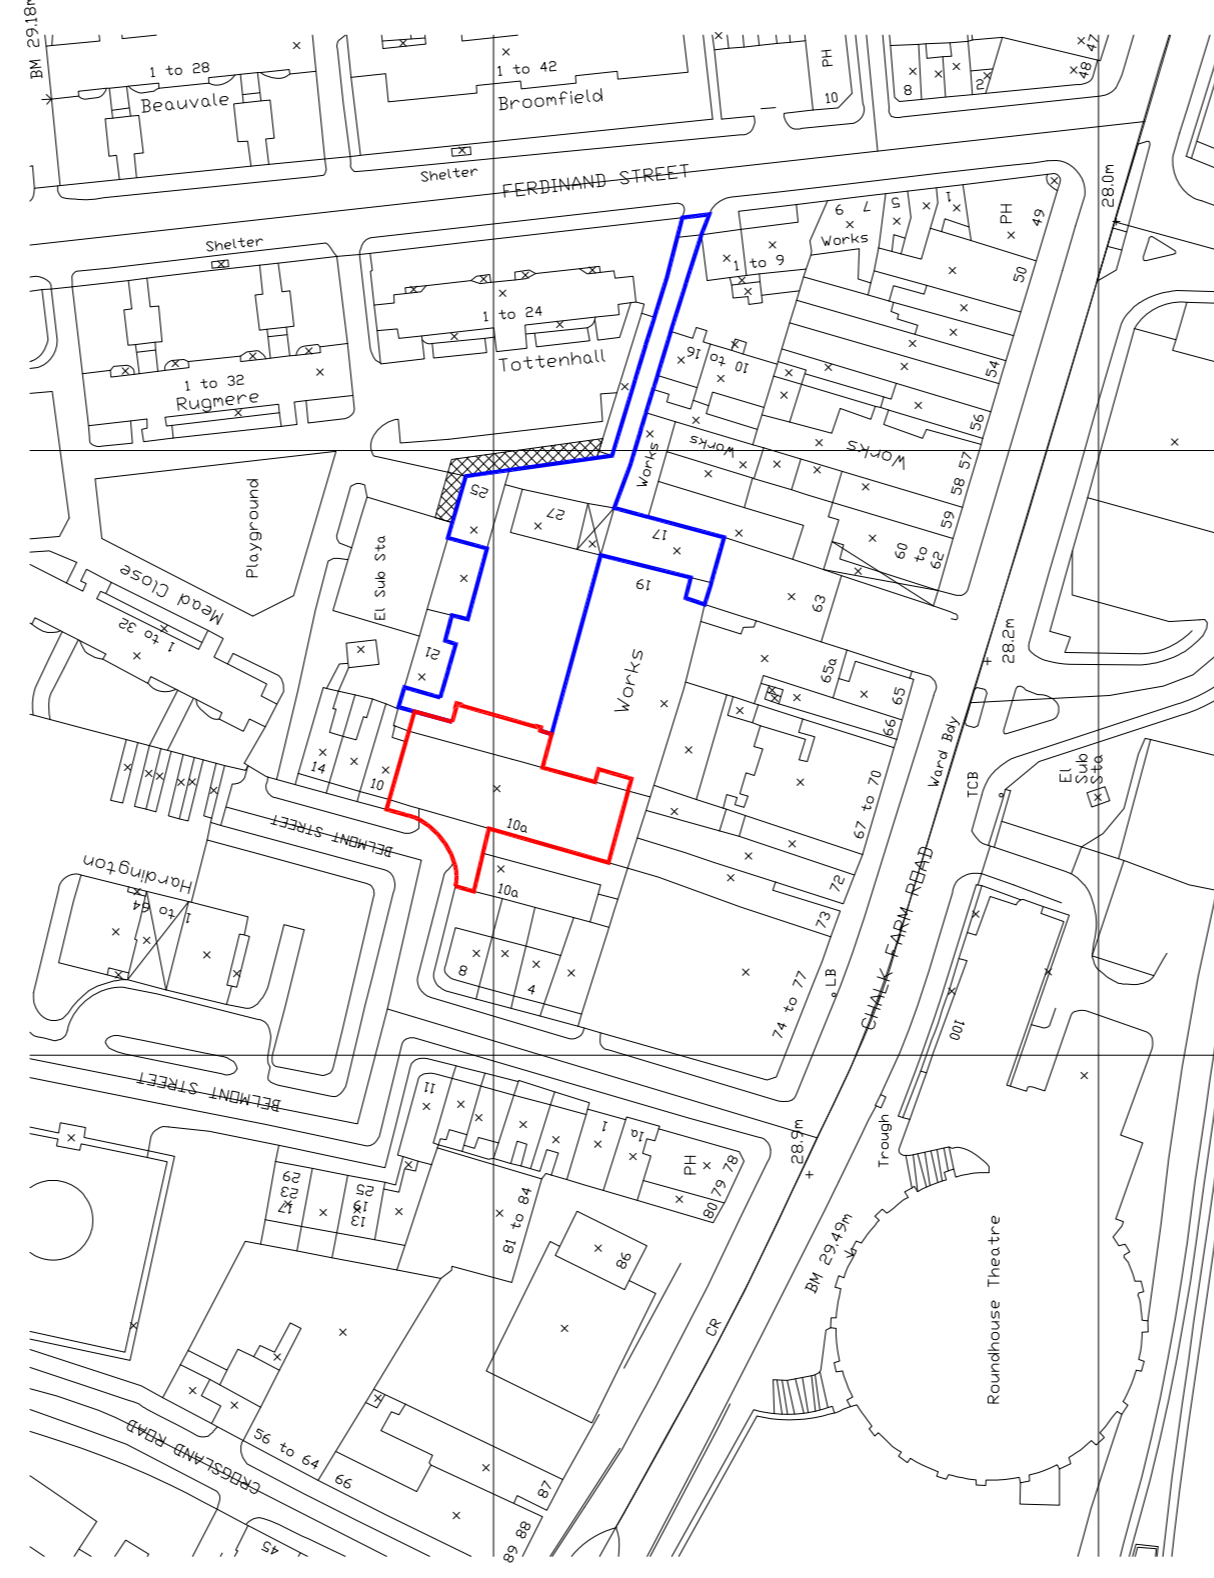 BM 29.18m
1 to 28
Beauvale
1 to 42
Broomfield
PH
10
8
2
48
47
Shelter
FERDINAND STREET
28.0m
Shelter
1 to 24
Tottenhall
1 to 32
Rugmere
1 to 9
9
7
5
1
Works
PH
49
50
54
56
57
58
59
60
to
62
10 to 16
Works
Works
Works
25
27
17
19
21
Playground
El Sub Sta
Mead Close
1 to 32
Works
63
65a
65
66
28.2m
Ward Bdy
TCB
El
Sub
Sta
14
10
10a
10a
67 to 70
72
73
74 to 77
LB
CHALK FARM ROAD
BELMONT STREET
Hardington
1 to 64
8
4
100
BELMONT STREET
11
1
1a
PH
78
79
80
28.9m
Trough
29
23
17
25
19
13
81 to 84
86
BM 29.49m
Roundhouse Theatre
CR
CROGSLAND ROAD
56 to 64
66
87
88
89
45